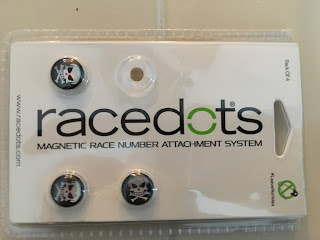 Pack Of 4
racedots®
MAGNETIC RACE NUMBER ATTACHMENT SYSTEM
www.racedots.com